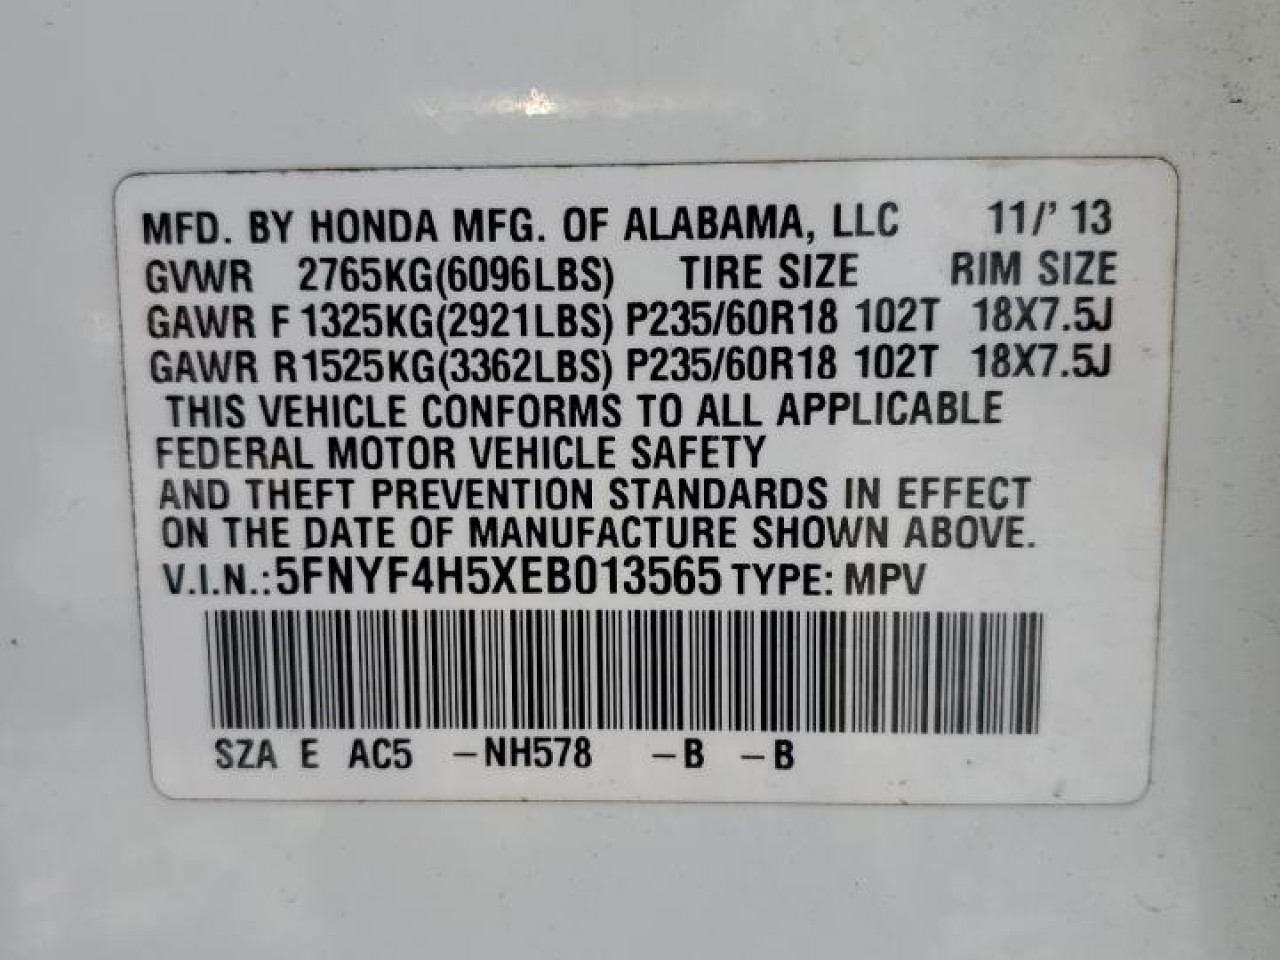 MFD. BY HONDA MFG. OF ALABAMA, LLC 11/' 13
GVWR 2765KG(6096LBS) TIRE SIZE RIM SIZE
GAWR F 1325KG(2921LBS) P235/60R18 102T 18X7.5J
GAWR R1525KG(3362LBS) P235/60R18 102T 18X7.5J
THIS VEHICLE CONFORMS TO ALL APPLICABLE
FEDERAL MOTOR VEHICLE SAFETY
AND THEFT PREVENTION STANDARDS IN EFFECT
ON THE DATE OF MANUFACTURE SHOWN ABOVE.
V.I.N.: 5FNYF4H5XEB013565 TYPE: MPV
SZA E AC5 –NH578 –B –B